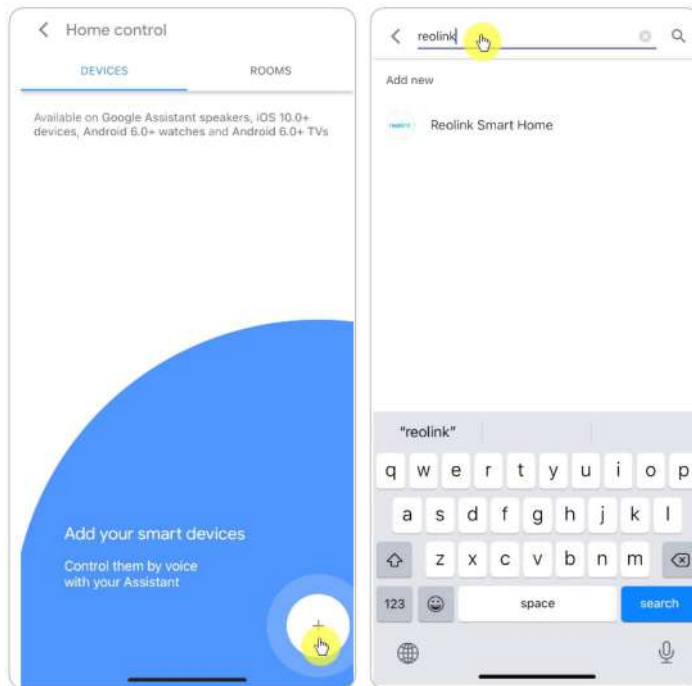 Home control
DEVICES
ROOMS
Available on Google Assistant speakers, iOS 10.0+
devices, Android 6.0+ watches and Android 6.0+ TVs
Add your smart devices
Control them by voice
with your Assistant
reolink
Add new
Reolink Smart Home
"reolink"
q w e r t y u i o p
a s d f g h j k l
z x c v b n m
123 space search